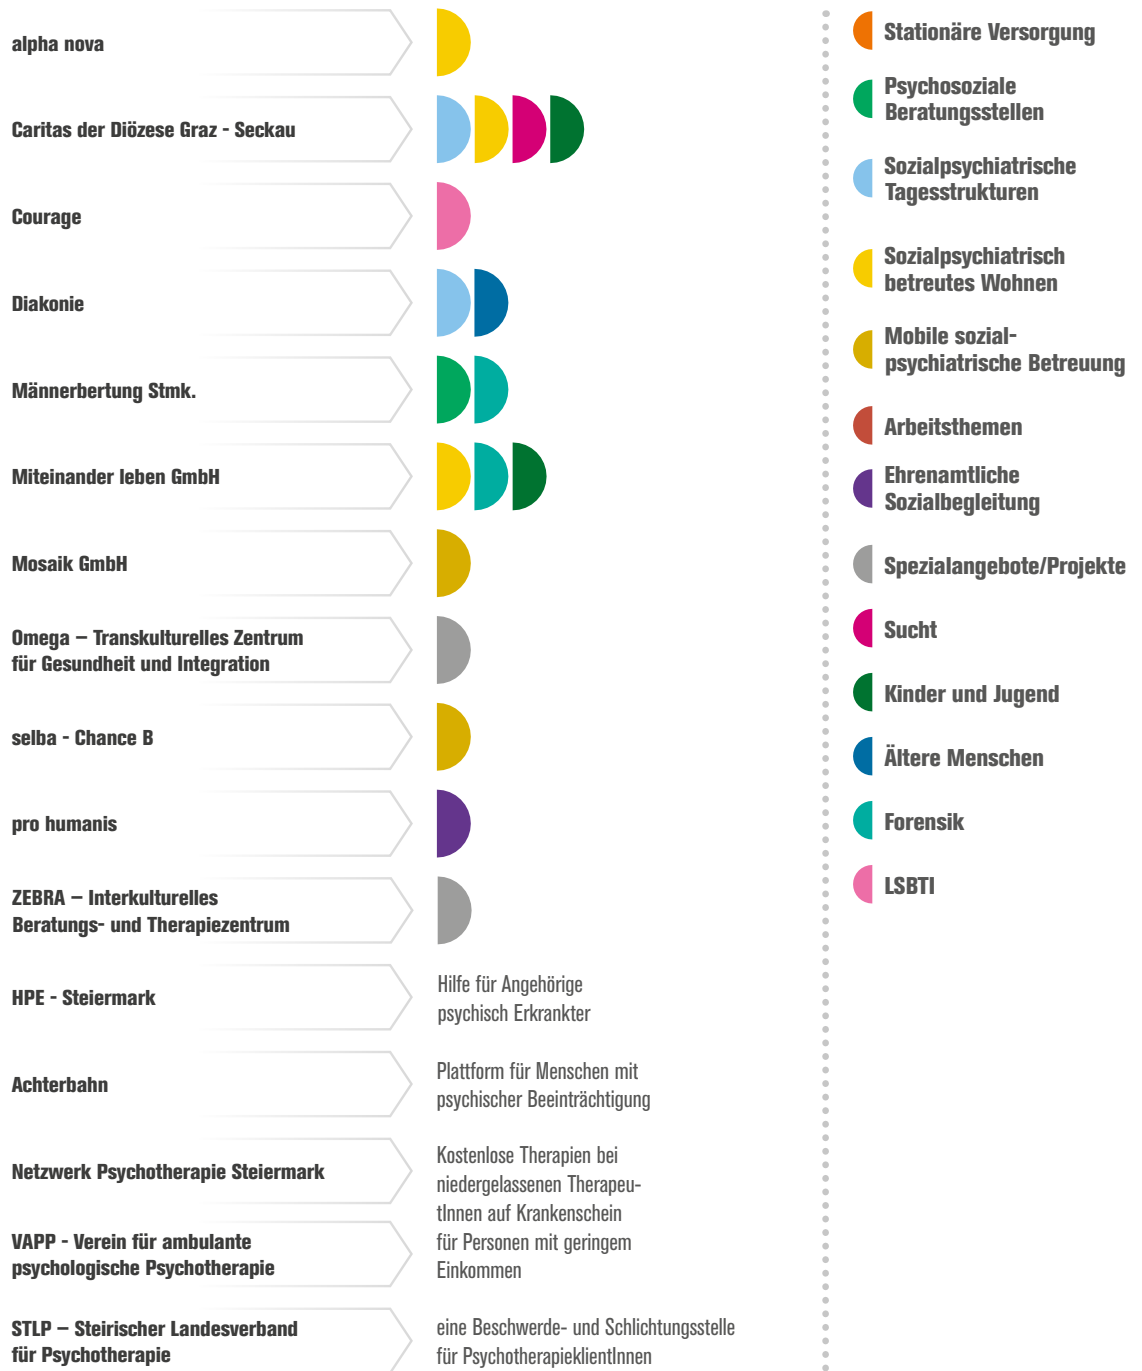 alpha nova
Caritas der Diözese Graz - Seckau
Courage
Diakonie
Männerbertung Stmk.
Miteinander leben GmbH
Mosaik GmbH
Omega – Transkulturelles Zentrum
für Gesundheit und Integration
selba - Chance B
pro humanis
ZEBRA – Interkulturelles
Beratungs- und Therapiezentrum
HPE - Steiermark
Hilfe für Angehörige
psychisch Erkrankter
Achterbahn
Plattform für Menschen mit
psychischer Beeinträchtigung
Netzwerk Psychotherapie Steiermark
VAPP - Verein für ambulante
psychologische Psychotherapie
Kostenlose Therapien bei
niedergelassenen Therapeu-
tInnen auf Krankenschein
für Personen mit geringem
Einkommen
STLP – Steirischer Landesverband
für Psychotherapie
eine Beschwerde- und Schlichtungsstelle
für PsychotherapieklientInnen
Stationäre Versorgung
Psychosoziale
Beratungsstellen
Sozialpsychiatrische
Tagesstrukturen
Sozialpsychiatrisch
betreutes Wohnen
Mobile sozial-
psychiatrische Betreuung
Arbeitsthemen
Ehrenamtliche
Sozialbegleitung
Spezialangebote/Projekte
Sucht
Kinder und Jugend
Ältere Menschen
Forensik
LSBTI